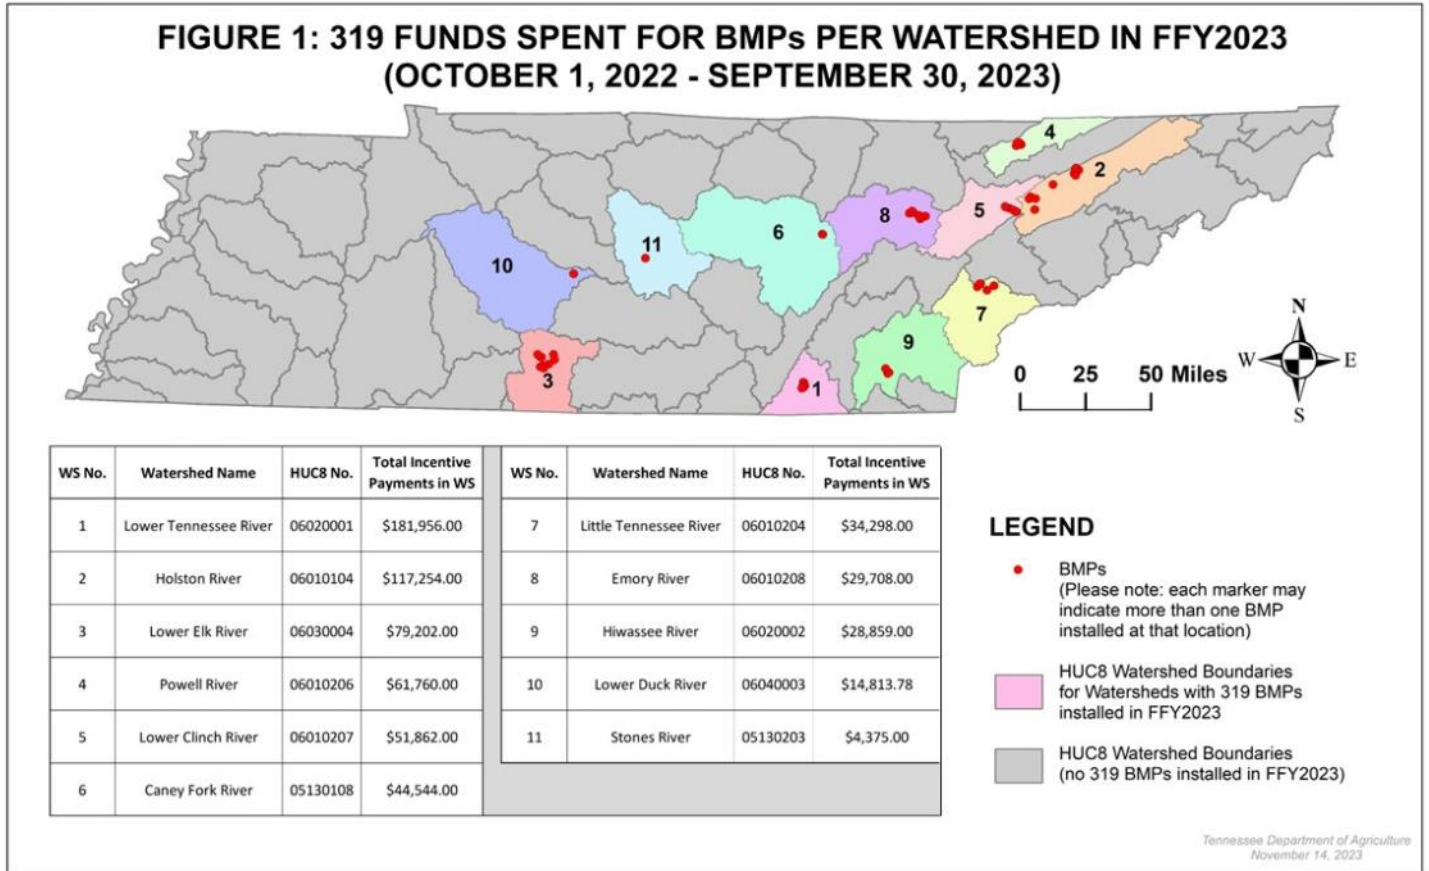 FIGURE 1: 319 FUNDS SPENT FOR BMPs PER WATERSHED IN FFY2023
(OCTOBER 1, 2022 - SEPTEMBER 30, 2023)
4
2
5
8
6
11
10
7
9
3
1
N
W E
S
0 25 50 Miles
WS No. Watershed Name HUC8 No. Total Incentive Payments in WS
1 Lower Tennessee River 06020001 $181,956.00
2 Holston River 06010104 $117,254.00
3 Lower Elk River 06030004 $79,202.00
4 Powell River 06010206 $61,760.00
5 Lower Clinch River 06010207 $51,862.00
6 Caney Fork River 05130108 $44,544.00
WS No. Watershed Name HUC8 No. Total Incentive Payments in WS
7 Little Tennessee River 06010204 $34,298.00
8 Emory River 06010208 $29,708.00
9 Hiwassee River 06020002 $28,859.00
10 Lower Duck River 06040003 $14,813.78
11 Stones River 05130203 $4,375.00
LEGEND
BMPs
(Please note: each marker may
indicate more than one BMP
installed at that location)
HUC8 Watershed Boundaries
for Watersheds with 319 BMPs
installed in FFY2023
HUC8 Watershed Boundaries
(no 319 BMPs installed in FFY2023)
Tennessee Department of Agriculture
November 14, 2023